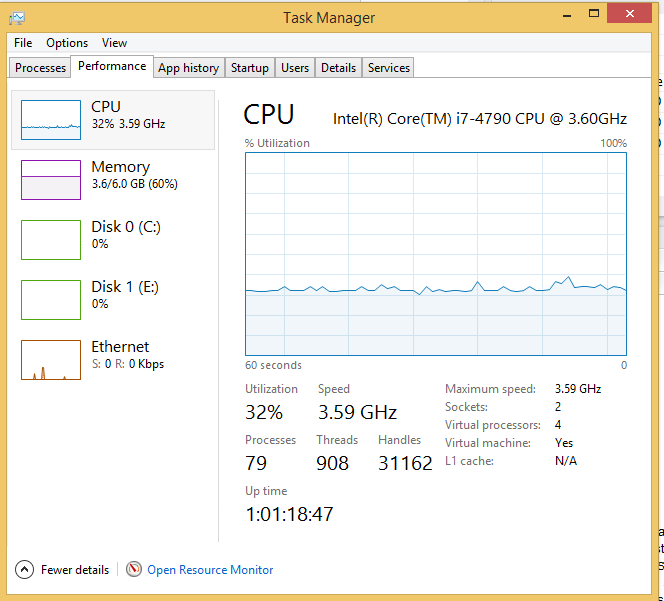 Task Manager
File Options View
Processes Performance App history Startup Users Details Services
CPU
32% 3.59 GHz
Memory
3.6/6.0 GB (60%)
Disk 0 (C:)
0%
Disk 1 (E:)
0%
Ethernet
S: 0 R: 0 Kbps
CPU Intel(R) Core(TM) i7-4790 CPU @ 3.60GHz
% Utilization 100%
60 seconds 0
Utilization Speed
32% 3.59 GHz
Processes Threads Handles
79 908 31162
Up time
1:01:18:47
Maximum speed: 3.59 GHz
Sockets: 2
Virtual processors: 4
Virtual machine: Yes
L1 cache: N/A
Fewer details Open Resource Monitor